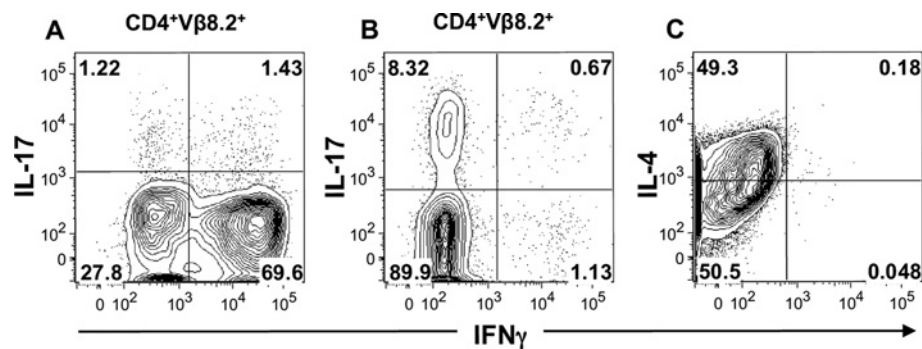 CD4⁺Vβ8.2⁺ CD4⁺Vβ8.2⁺
A B C
1.22 1.43 8.32 0.67 49.3 0.18
10⁵ 10⁵ 10⁵
10⁴ 10⁴ 10⁴
IL-17 IL-17 IL-4
10³ 10³ 10³
10² 10² 10²
0 0 0
27.8 69.6 89.9 1.13 50.5 0.048
0 10² 10³ 10⁴ 10⁵ 0 10² 10³ 10⁴ 10⁵ 0 10² 10³ 10⁴ 10⁵
IFNγ